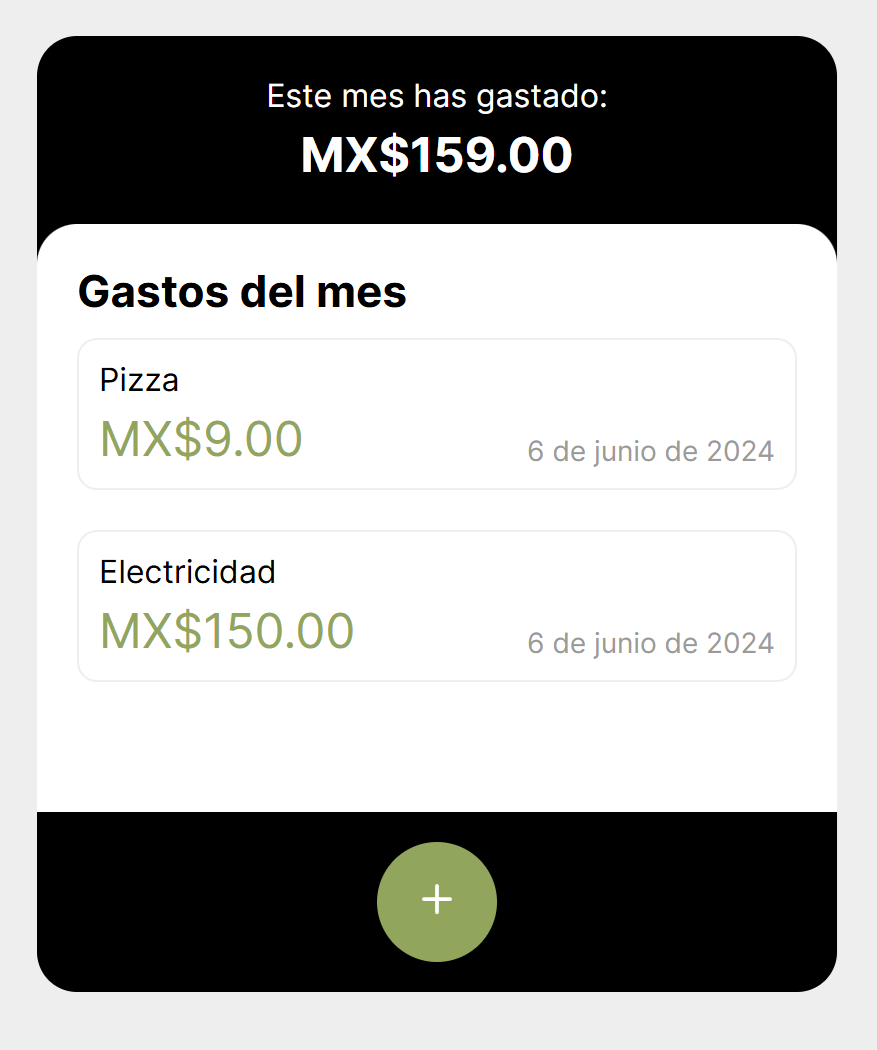 Este mes has gastado:
MX$159.00
Gastos del mes
Pizza
MX$9.00
6 de junio de 2024
Electricidad
MX$150.00
6 de junio de 2024
+